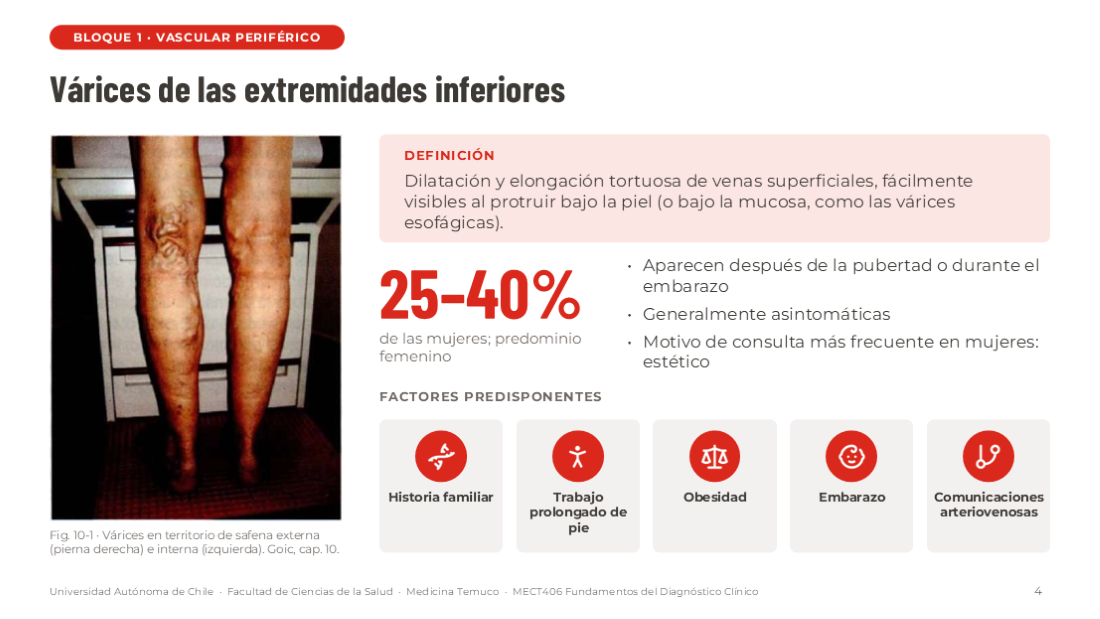 BLOQUE 1 · VASCULAR PERIFÉRICO
Várices de las extremidades inferiores
DEFINICIÓN
Dilatación y elongación tortuosa de venas superficiales, fácilmente
visibles al protruir bajo la piel (o bajo la mucosa, como las várices
esofágicas).
25–40%
de las mujeres; predominio
femenino
• Aparecen después de la pubertad o durante el
embarazo
• Generalmente asintomáticas
• Motivo de consulta más frecuente en mujeres:
estético
FACTORES PREDISPONENTES
Historia familiar
Trabajo
prolongado de
pie
Obesidad
Embarazo
Comunicaciones
arteriovenosas
Fig. 10-1 · Várices en territorio de safena externa
(pierna derecha) e interna (izquierda). Goic, cap. 10.
Universidad Autónoma de Chile · Facultad de Ciencias de la Salud · Medicina Temuco · MECT406 Fundamentos del Diagnóstico Clínico
4